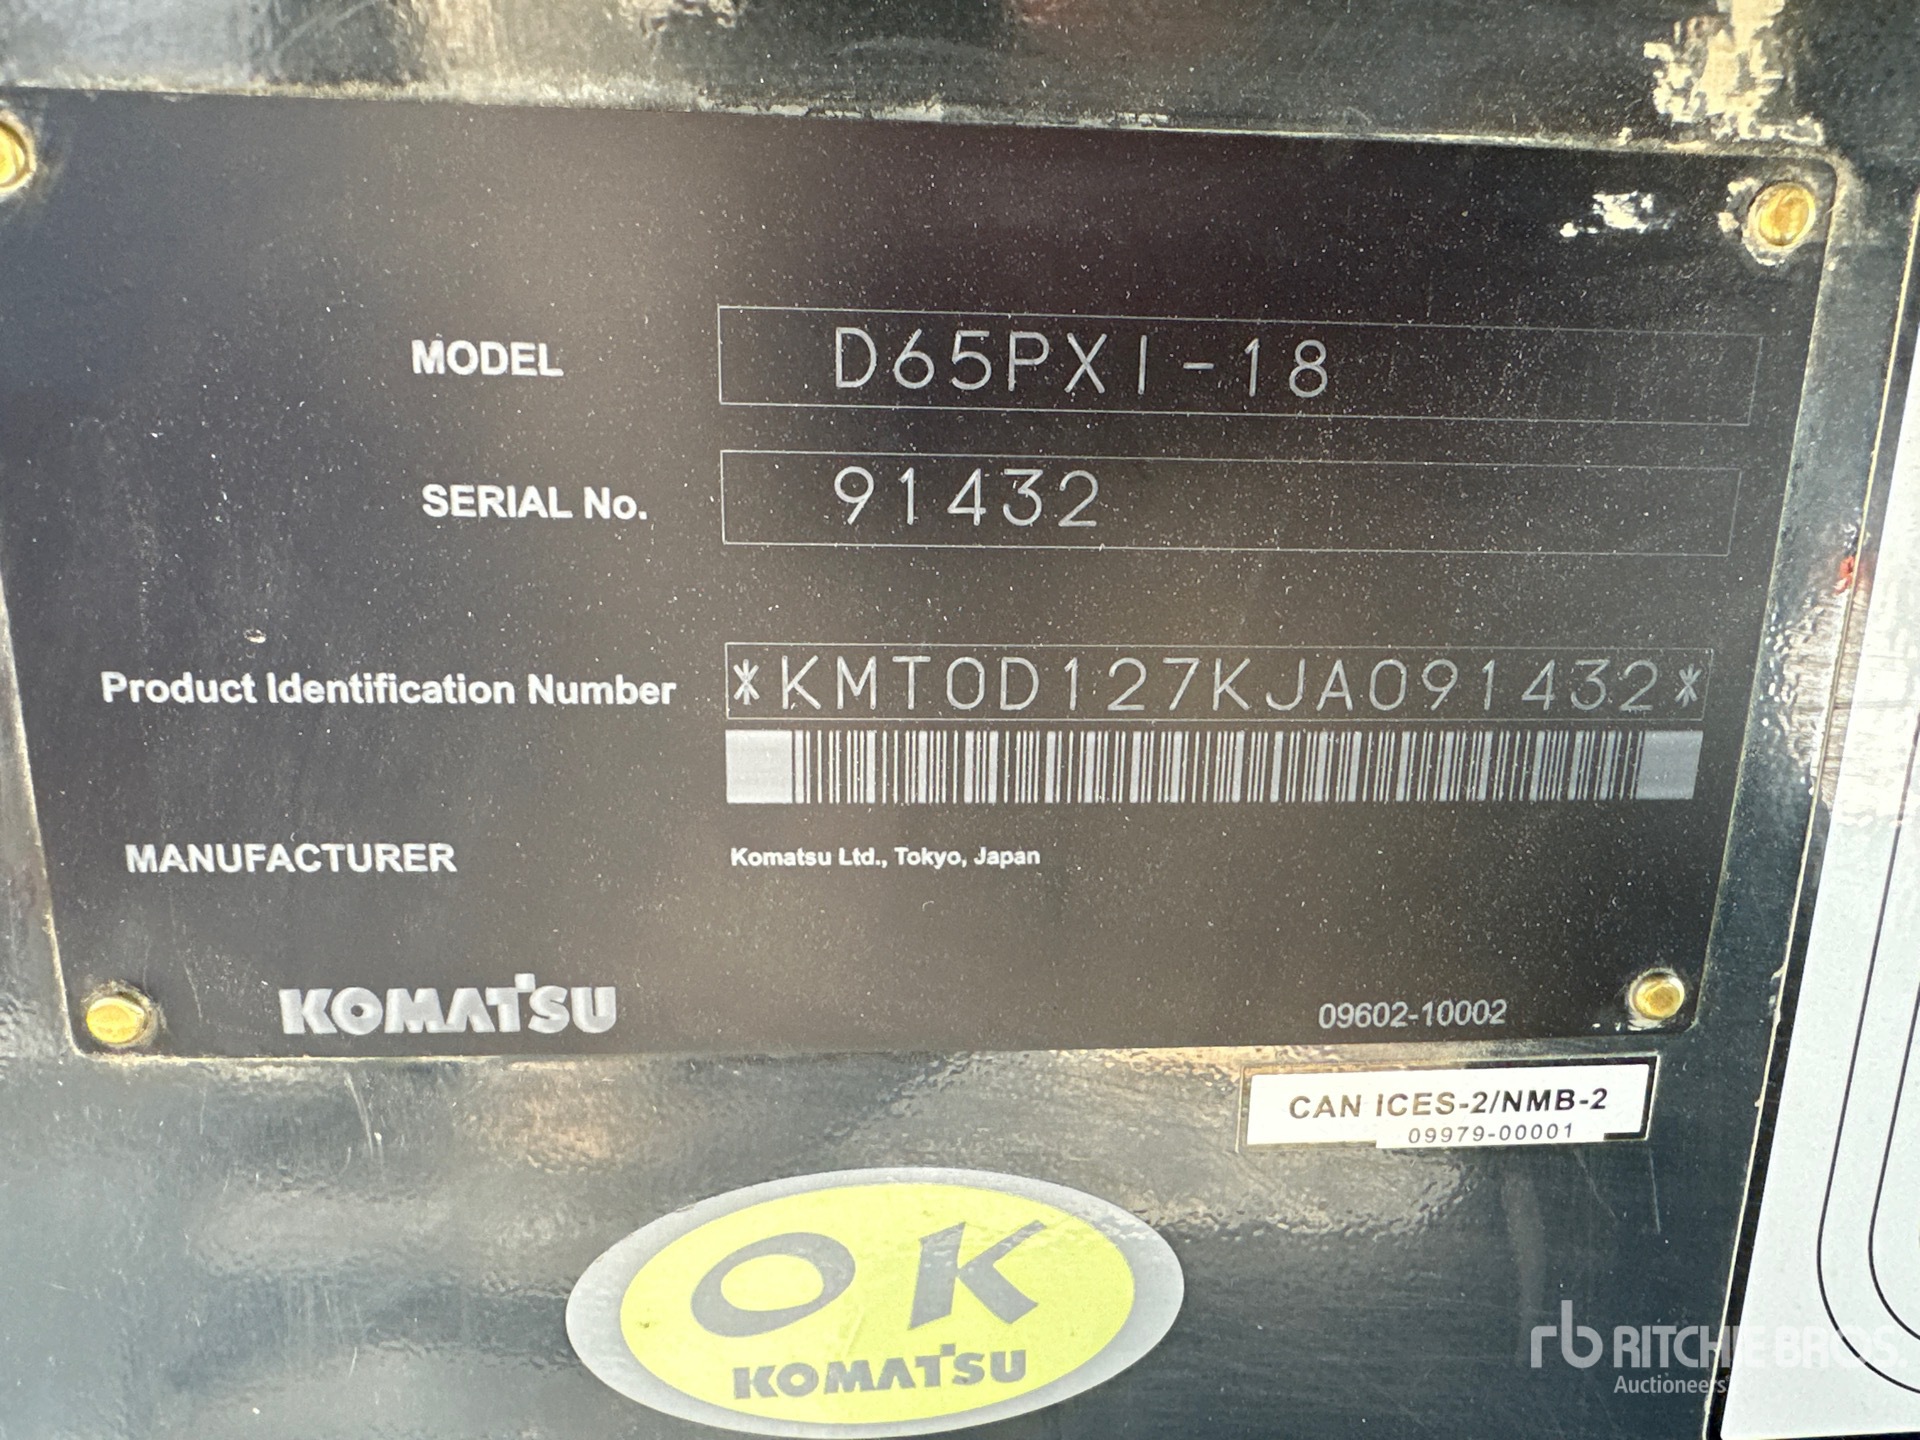 MODEL D65PXI-18
SERIAL No. 91432
Product Identification Number *KMT0D127KJA091432*
MANUFACTURER Komatsu Ltd., Tokyo, Japan
KOMATSU 09602-10002
CAN ICES-2/NMB-2
09979-00001
OK
KOMATSU
rb RITCHIE BROS.
Auctioneers